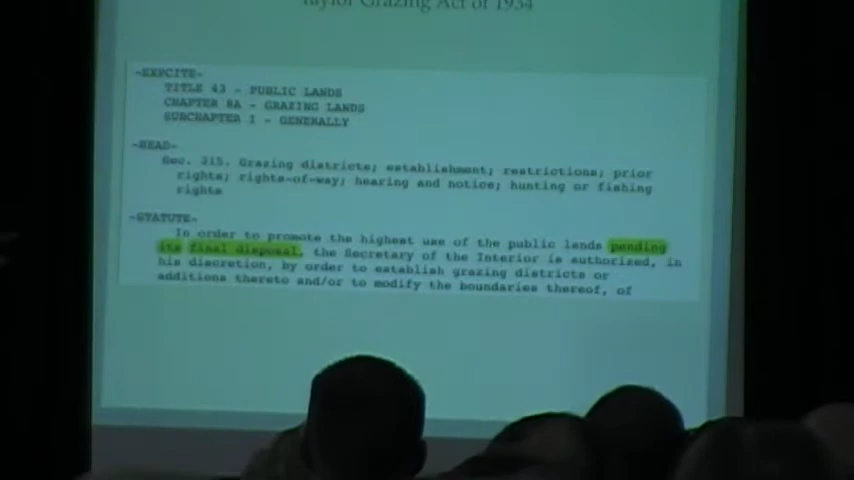 Taylor Grazing Act of 1934
-EXPCITE-
TITLE 43 - PUBLIC LANDS
CHAPTER 8A - GRAZING LANDS
SUBCHAPTER I - GENERALLY
-HEAD-
Sec. 315. Grazing districts; establishment; restrictions; prior
rights; rights-of-way; hearing and notice; hunting or fishing
rights
-STATUTE-
In order to promote the highest use of the public lands pending
its final disposal, the Secretary of the Interior is authorized, in
his discretion, by order to establish grazing districts or
additions thereto and/or to modify the boundaries thereof, of